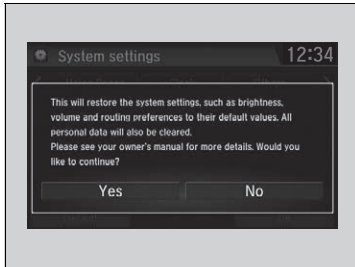 System settings
12:34
This will restore the system settings, such as brightness,
volume and routing preferences to their default values. All
personal data will also be cleared.
Please see your owner's manual for more details. Would you
like to continue?
Yes
No